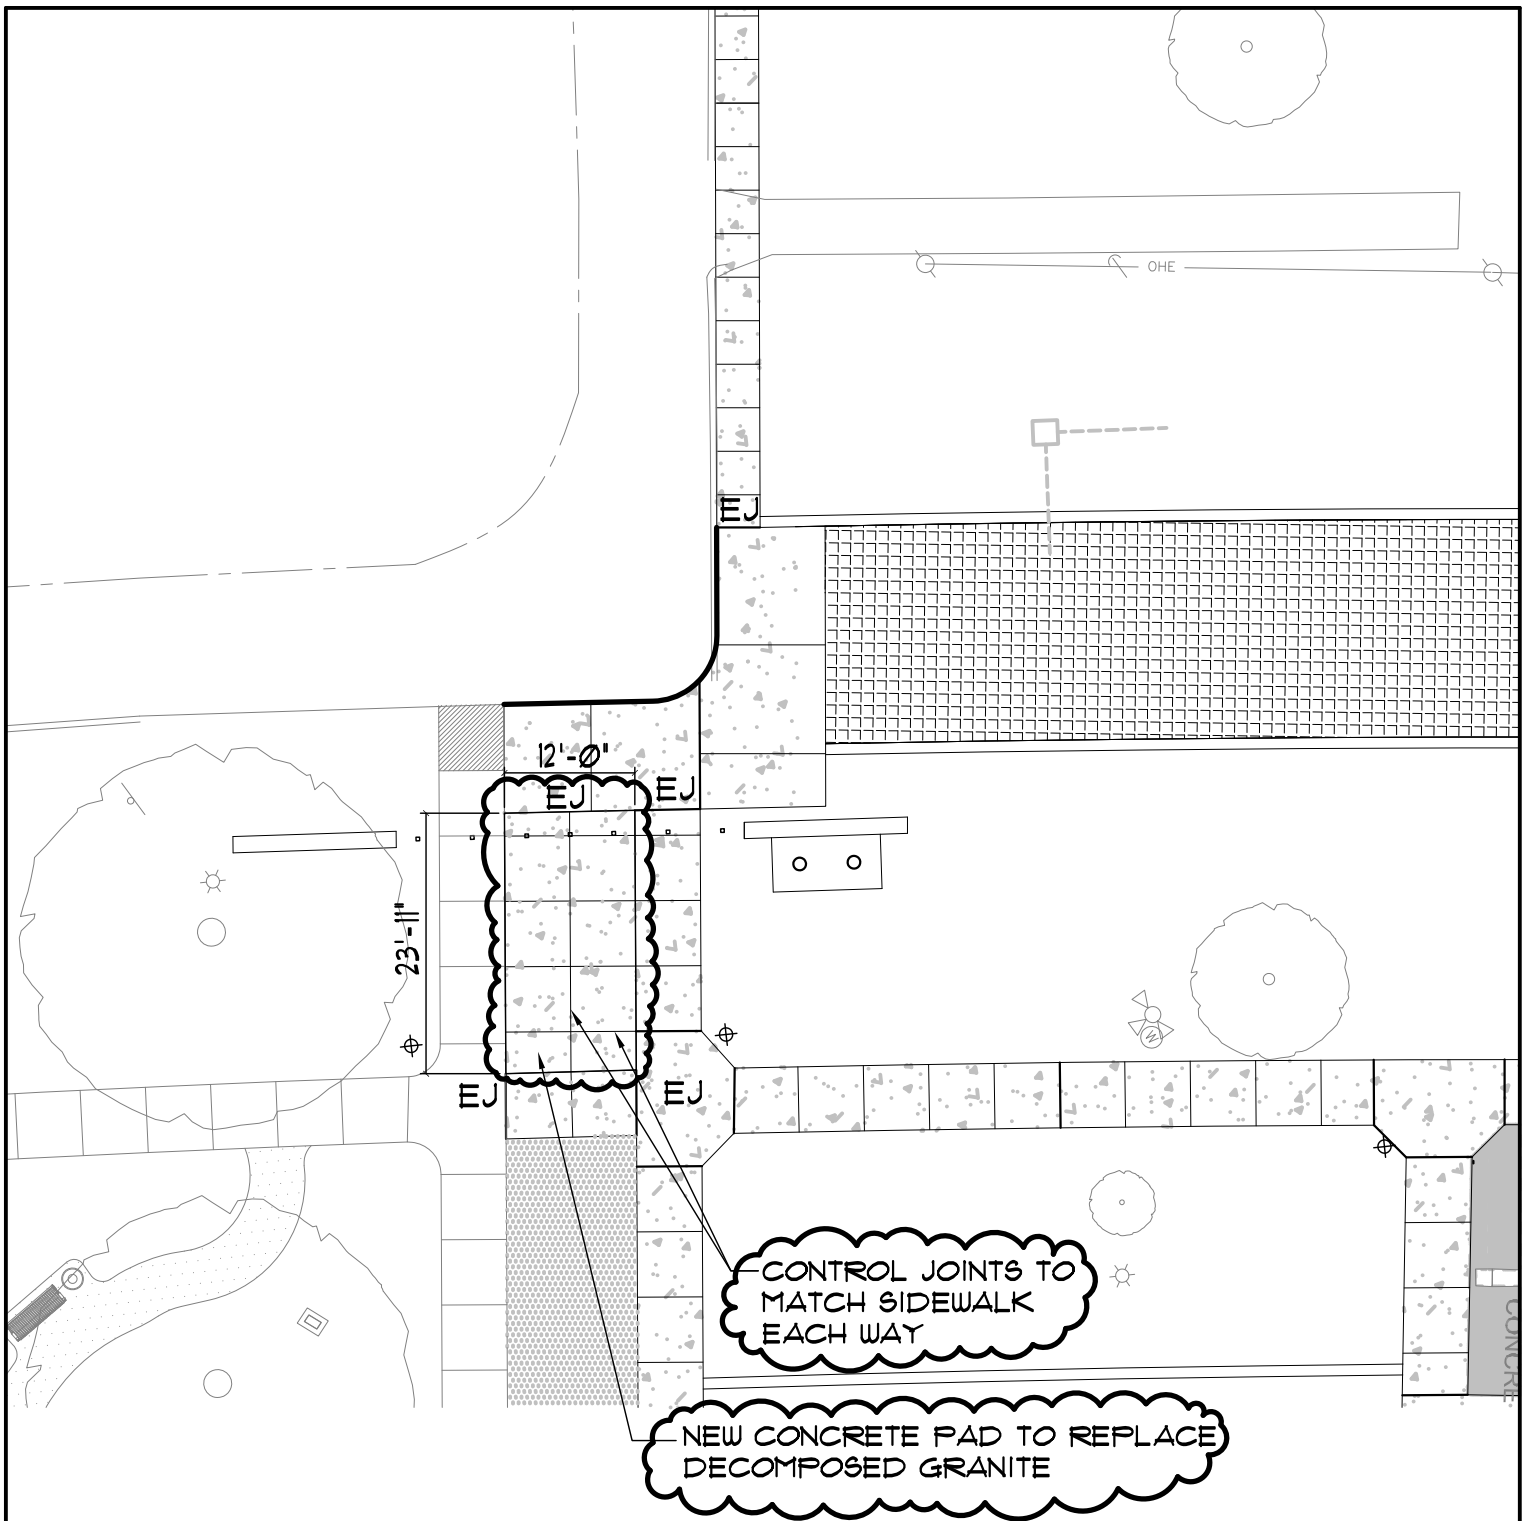 OHE
EJ
12'-0"
EJ
EJ
23'-11"
EJ
EJ
W
CONTROL JOINTS TO
MATCH SIDEWALK
EACH WAY
CONCRE
NEW CONCRETE PAD TO REPLACE
DECOMPOSED GRANITE